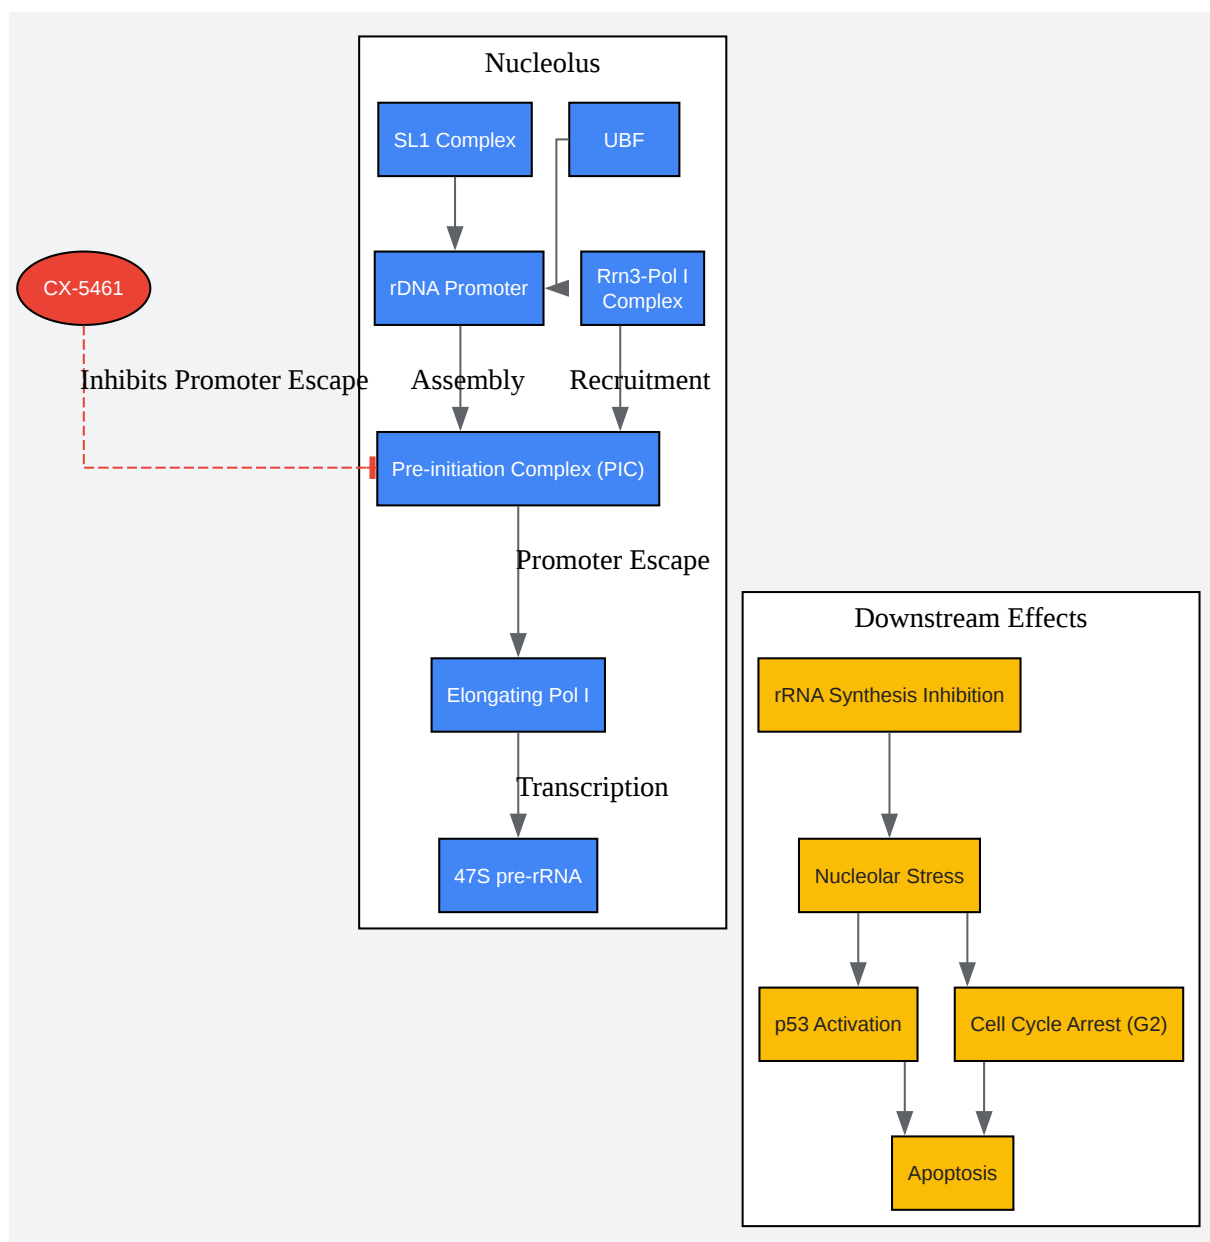 Nucleolus
SL1 Complex
UBF
CX-5461
rDNA Promoter
Rrn3-Pol I
Complex
Inhibits Promoter Escape
Assembly
Recruitment
Pre-initiation Complex (PIC)
Promoter Escape
Elongating Pol I
Transcription
47S pre-rRNA
Downstream Effects
rRNA Synthesis Inhibition
Nucleolar Stress
p53 Activation
Cell Cycle Arrest (G2)
Apoptosis